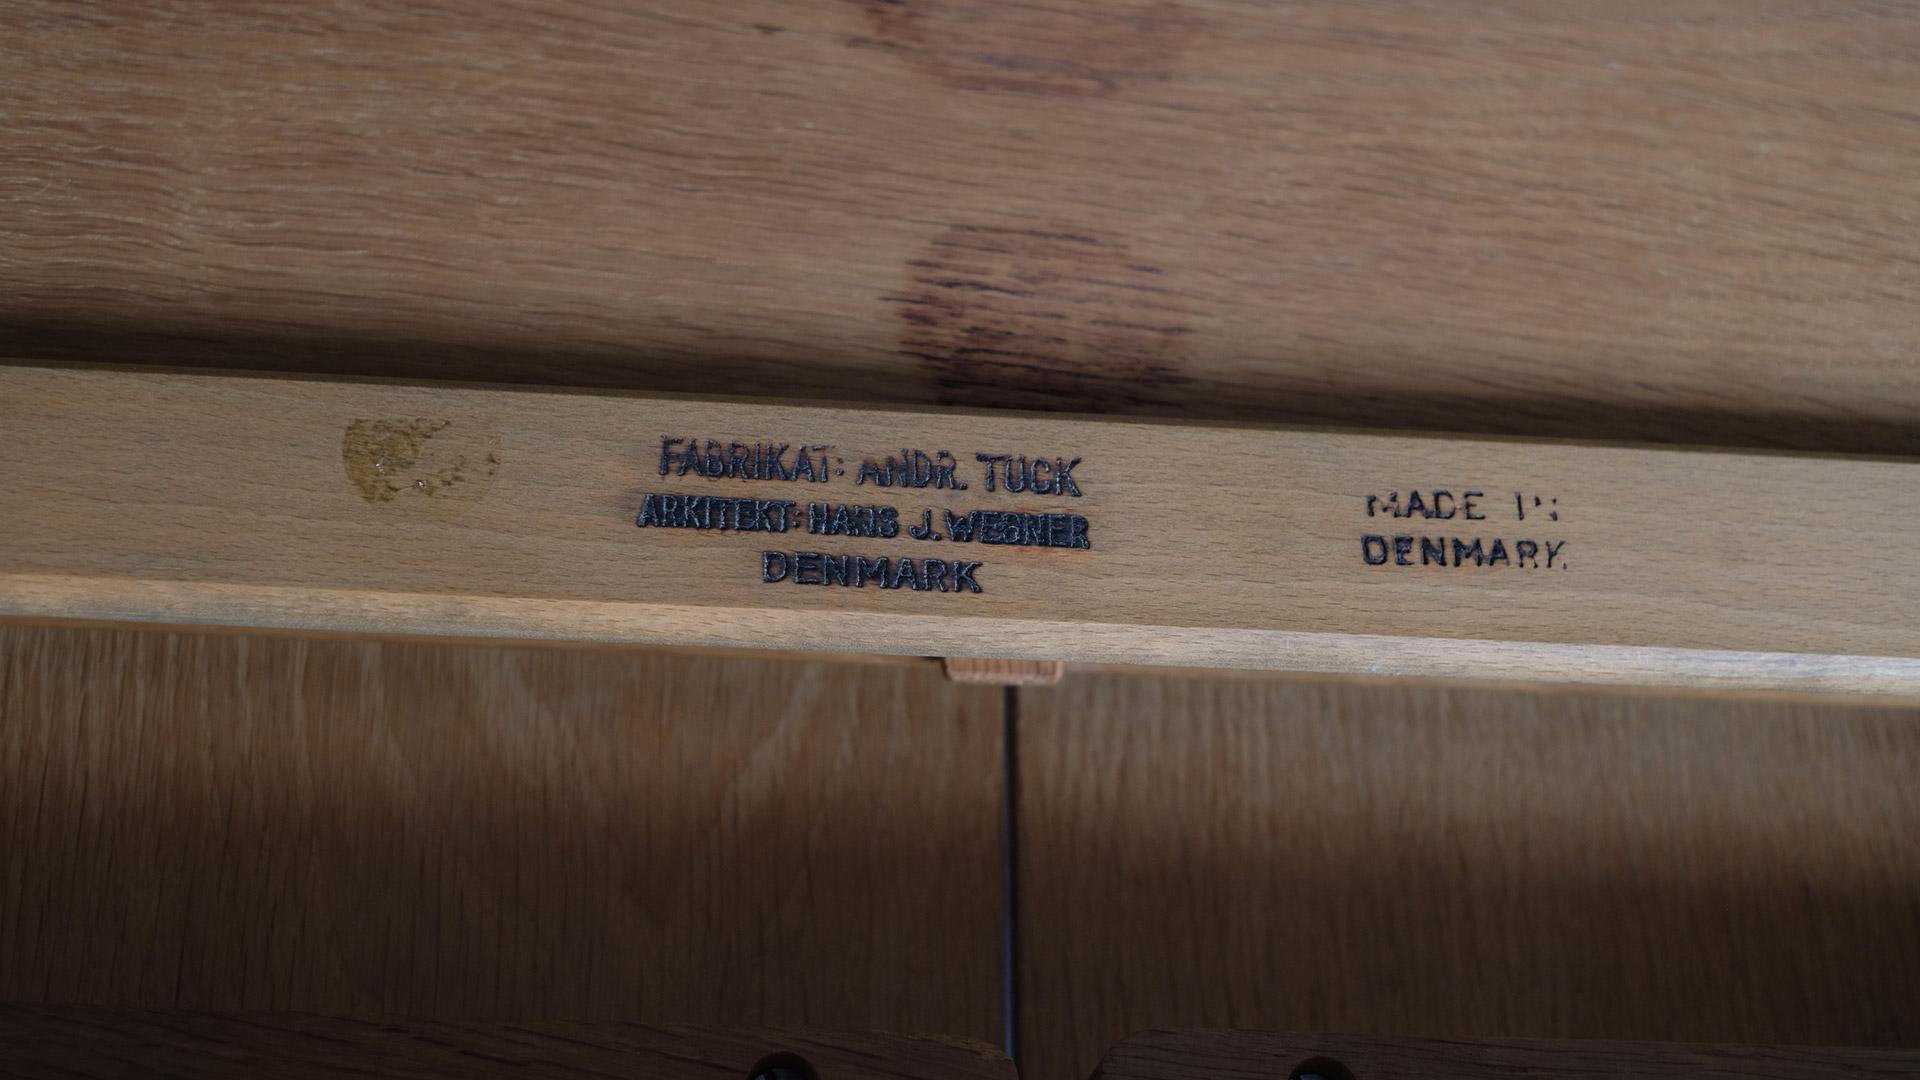 FABRIKAT: ANDR. TUCK
ARKITEKT: HANS J. WEGNER
DENMARK
MADE IN
DENMARK